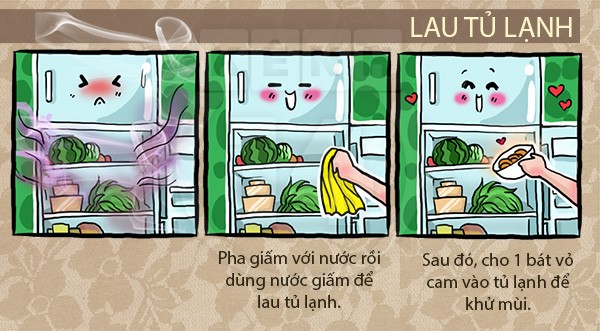 LAU TỦ LẠNH
Pha giấm với nước rồi
dùng nước giấm để
lau tủ lạnh.
Sau đó, cho 1 bát vỏ
cam vào tủ lạnh để
khử mùi.